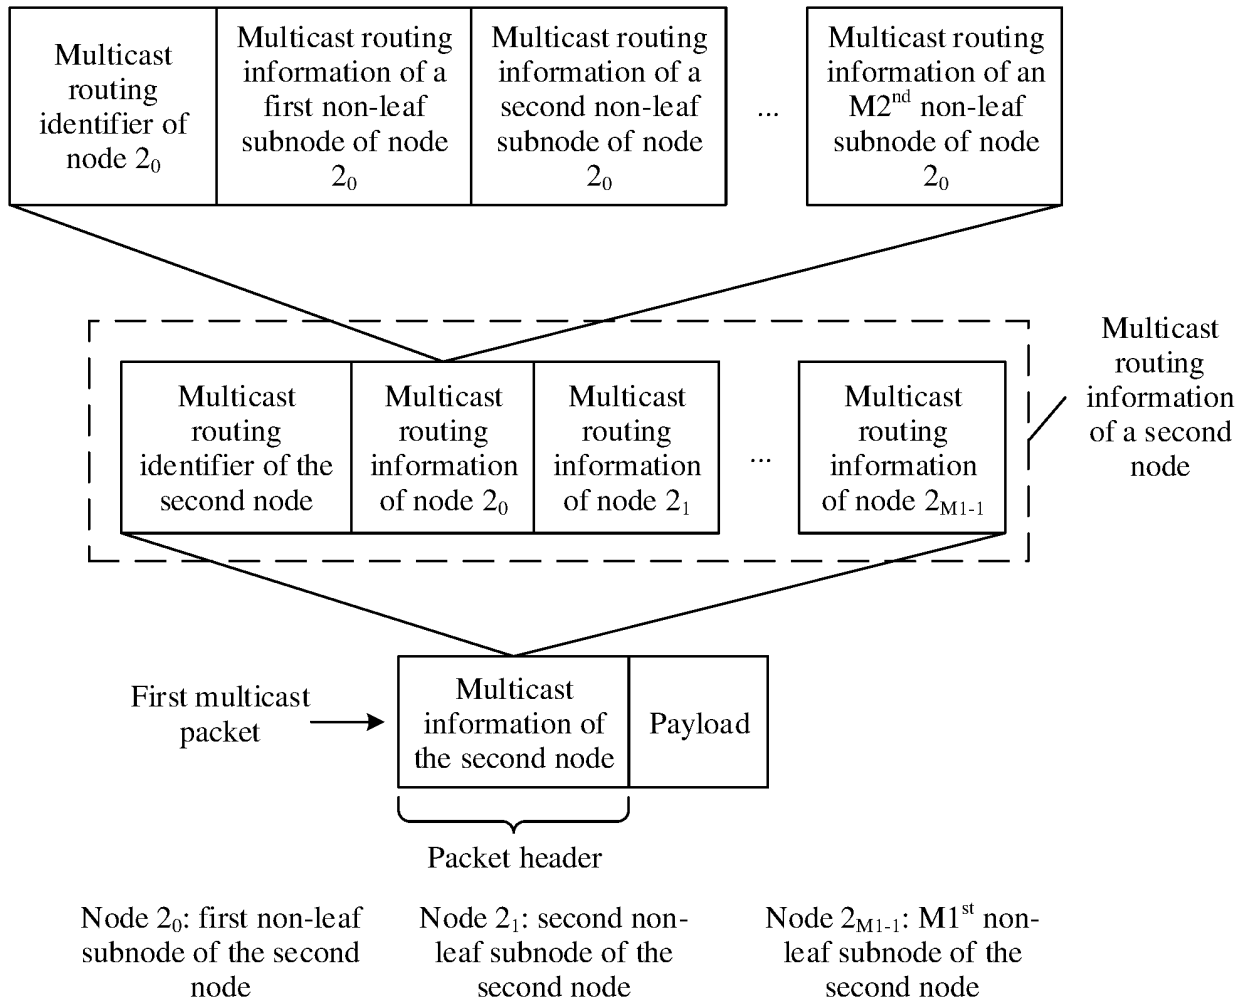 Multicast
routing
identifier of
node 2₀
Multicast routing
information of a
first non-leaf
subnode of node
2₀
Multicast routing
information of a
second non-leaf
subnode of node
2₀
...
Multicast routing
information of an
M2ⁿᵈ non-leaf
subnode of node
2₀
Multicast
routing
information
of a second
node
Multicast
routing
identifier of the
second node
Multicast
routing
information
of node 2₀
Multicast
routing
information
of node 2₁
...
Multicast
routing
information
of node 2_{M1-1}
First multicast
packet
Multicast
information of
the second node
Payload
Packet header
Node 2₀: first non-leaf
subnode of the second
node
Node 2₁: second non-
leaf subnode of the
second node
Node 2_{M1-1}: M1ˢᵗ non-
leaf subnode of the
second node